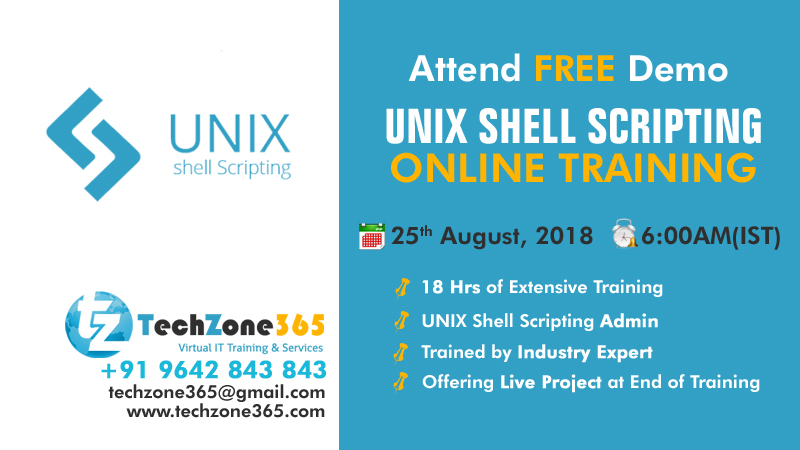 UNIX
shell Scripting
TZ TechZone365
Virtual IT Training & Services
+91 9642 843 843
techzone365@gmail.com
www.techzone365.com
Attend FREE Demo
UNIX SHELL SCRIPTING
ONLINE TRAINING
25th August, 2018 6:00AM(IST)
18 Hrs of Extensive Training
UNIX Shell Scripting Admin
Trained by Industry Expert
Offering Live Project at End of Training